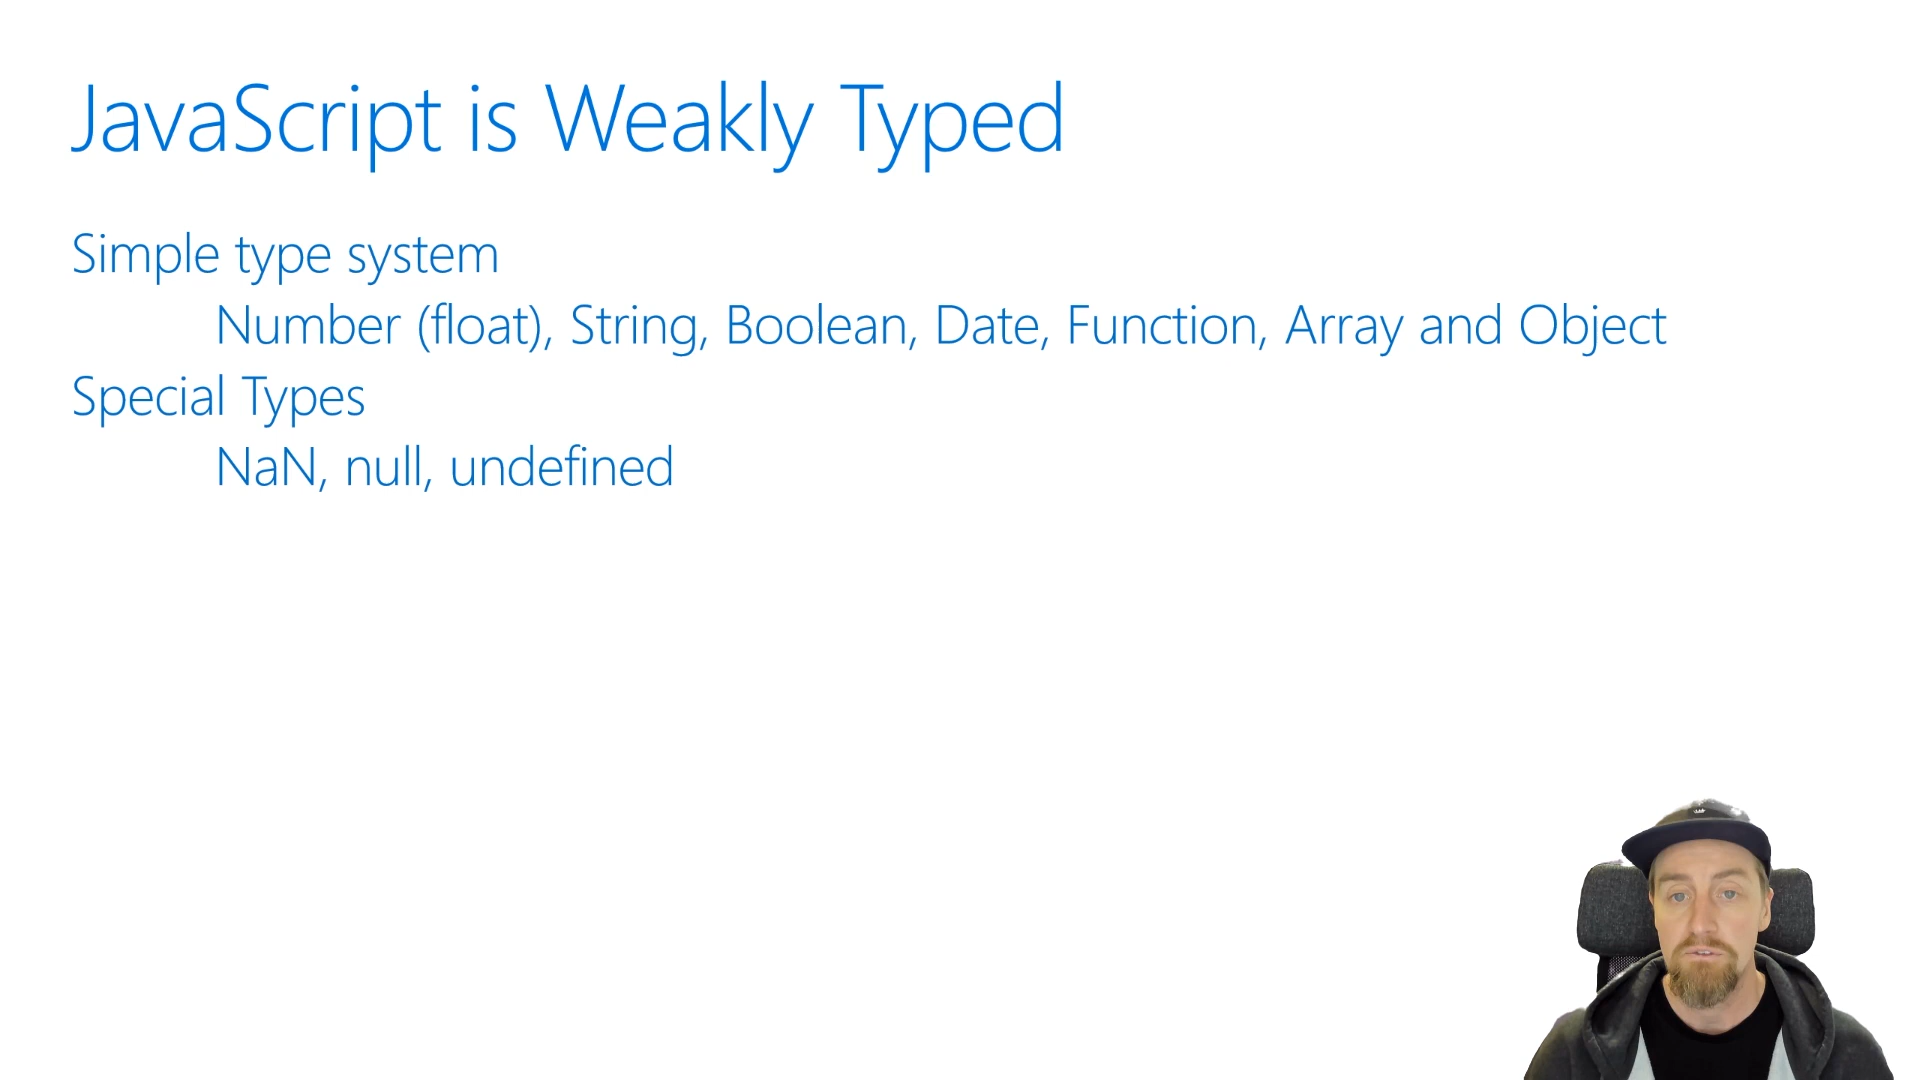 JavaScript is Weakly Typed
Simple type system
Number (float), String, Boolean, Date, Function, Array and Object
Special Types
NaN, null, undefined